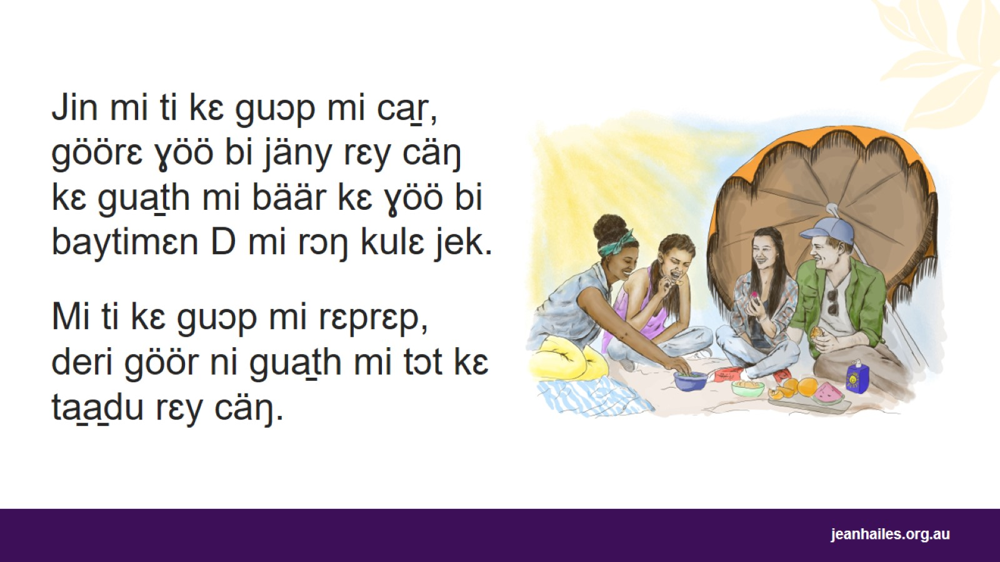 Jin mi ti kɛ guɔp mi ca̱r,
göörɛ ɣöö bi jäny rɛy cäŋ
kɛ gua̱th mi bäär kɛ ɣöö bi
baytimɛn D mi rɔŋ kulɛ jek.
Mi ti kɛ guɔp mi rɛprɛp,
deri göör ni gua̱th mi tɔt kɛ
ta̱a̱du rɛy cäŋ.
jeanhailes.org.au